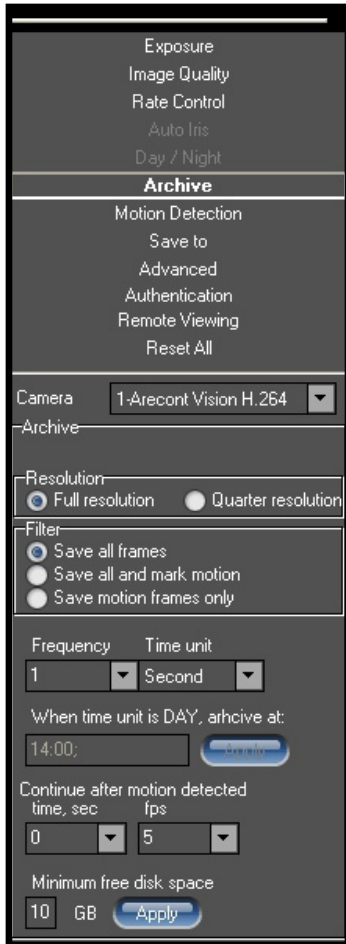 Exposure
Image Quality
Rate Control
Auto Iris
Day / Night
Archive
Motion Detection
Save to
Advanced
Authentication
Remote Viewing
Reset All
Camera 1-Arecont Vision H.264
Archive
Resolution
Full resolution Quarter resolution
Filter
Save all frames
Save all and mark motion
Save motion frames only
Frequency Time unit
1 Second
When time unit is DAY, arhcive at:
14:00; Apply
Continue after motion detected
time, sec fps
0 5
Minimum free disk space
10 GB Apply